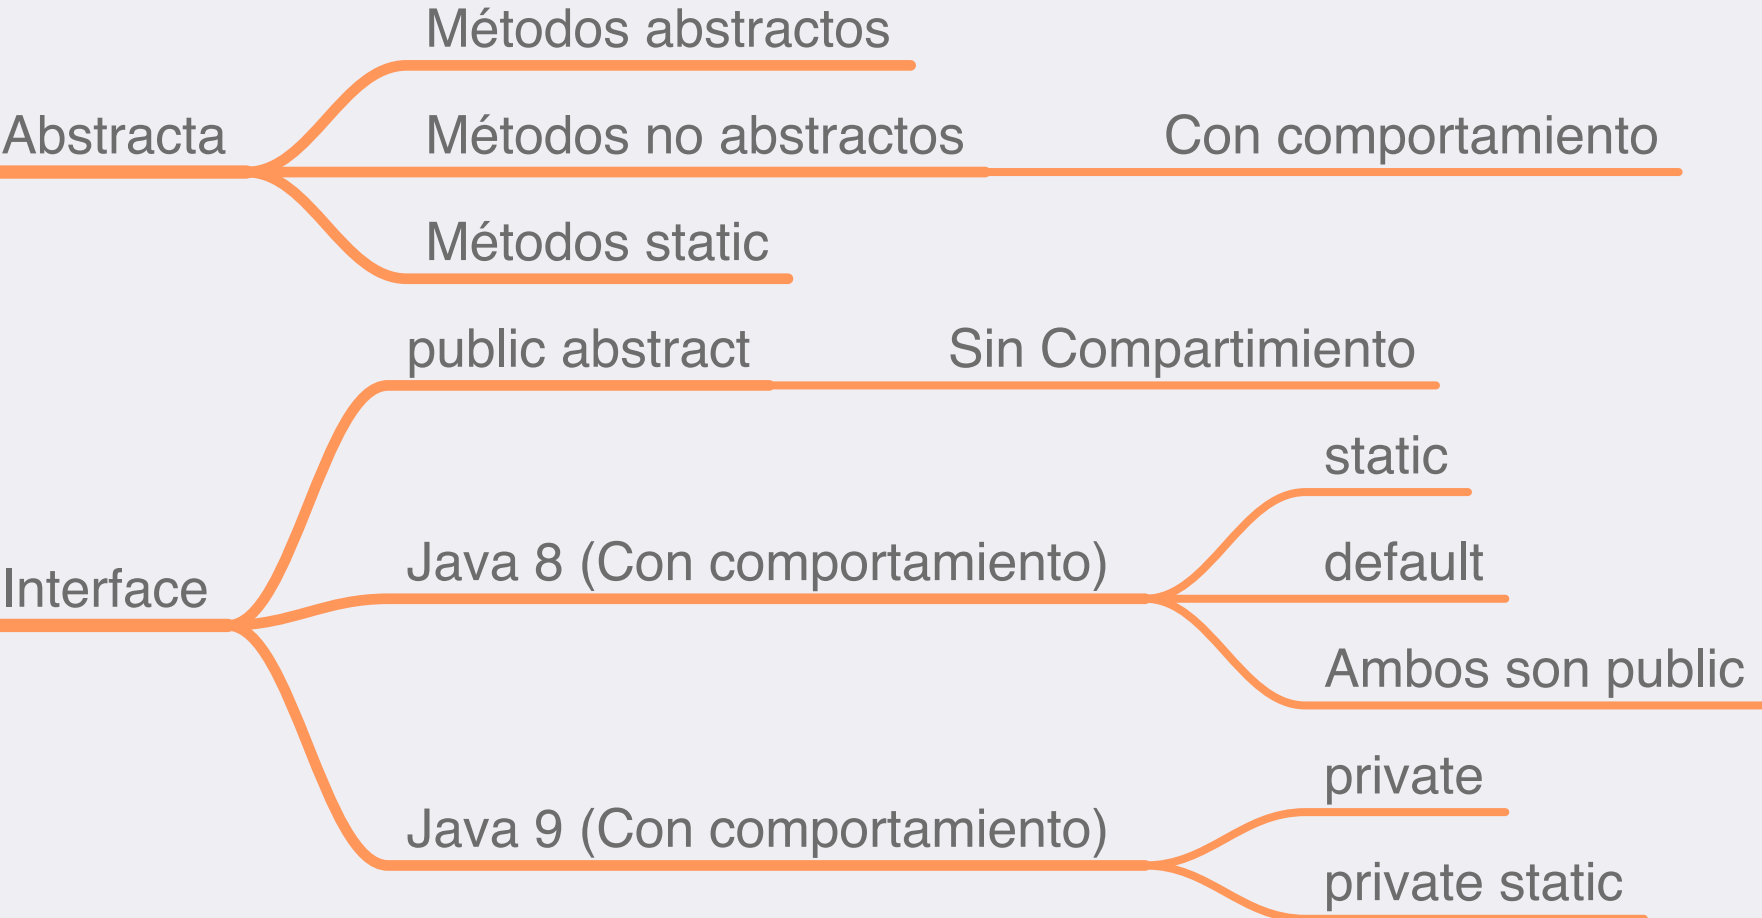 Métodos abstractos
Abstracta
Métodos no abstractos
Con comportamiento
Métodos static
public abstract
Sin Compartimiento
static
Java 8 (Con comportamiento)
default
Interface
Ambos son public
private
Java 9 (Con comportamiento)
private static